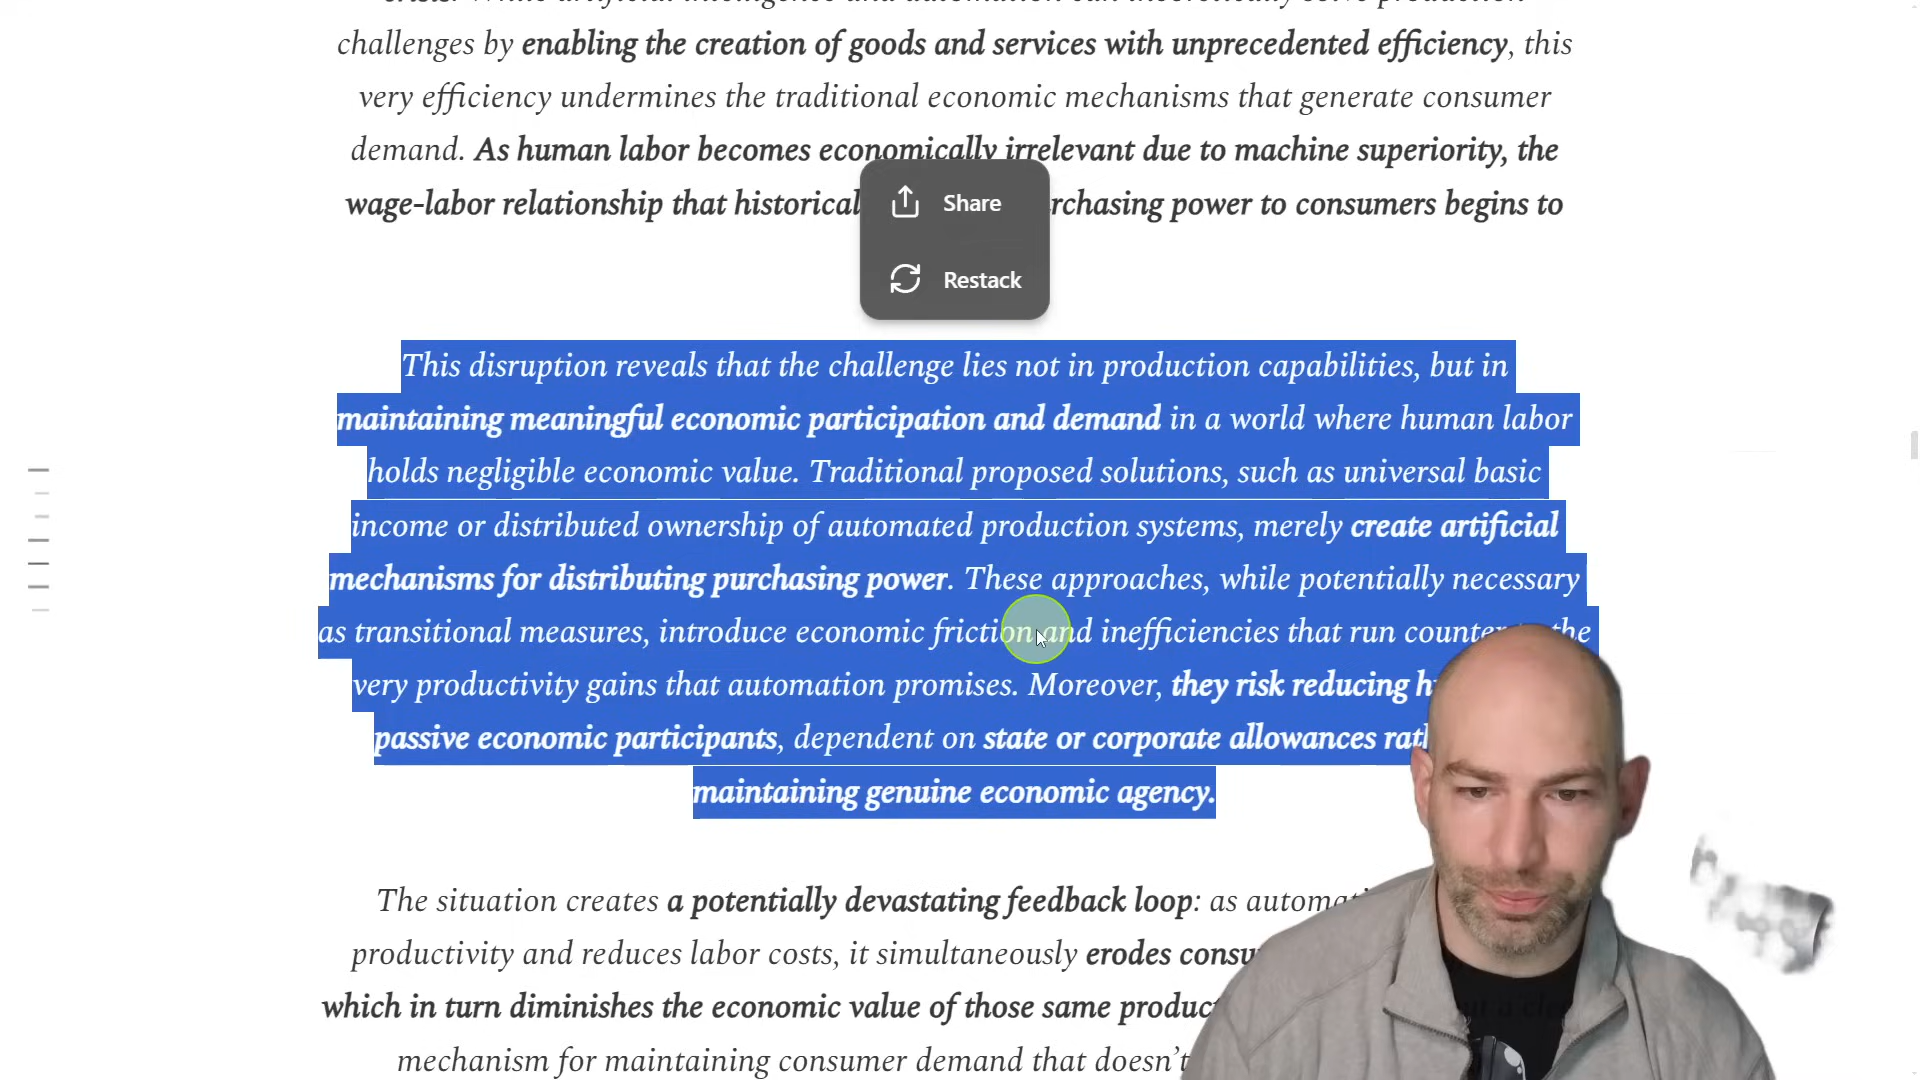 challenges by enabling the creation of goods and services with unprecedented efficiency, this
very efficiency undermines the traditional economic mechanisms that generate consumer
demand. As human labor becomes economically irrelevant due to machine superiority, the
wage-labor relationship that historical rchasing power to consumers begins to
Share
Restack
This disruption reveals that the challenge lies not in production capabilities, but in
maintaining meaningful economic participation and demand in a world where human labor
holds negligible economic value. Traditional proposed solutions, such as universal basic
income or distributed ownership of automated production systems, merely create artificial
mechanisms for distributing purchasing power. These approaches, while potentially necessary
as transitional measures, introduce economic friction and inefficiencies that run counter the
very productivity gains that automation promises. Moreover, they risk reducing h
passive economic participants, dependent on state or corporate allowances rat
maintaining genuine economic agency.
The situation creates a potentially devastating feedback loop: as automat
productivity and reduces labor costs, it simultaneously erodes consu
which in turn diminishes the economic value of those same product
mechanism for maintaining consumer demand that doesn't